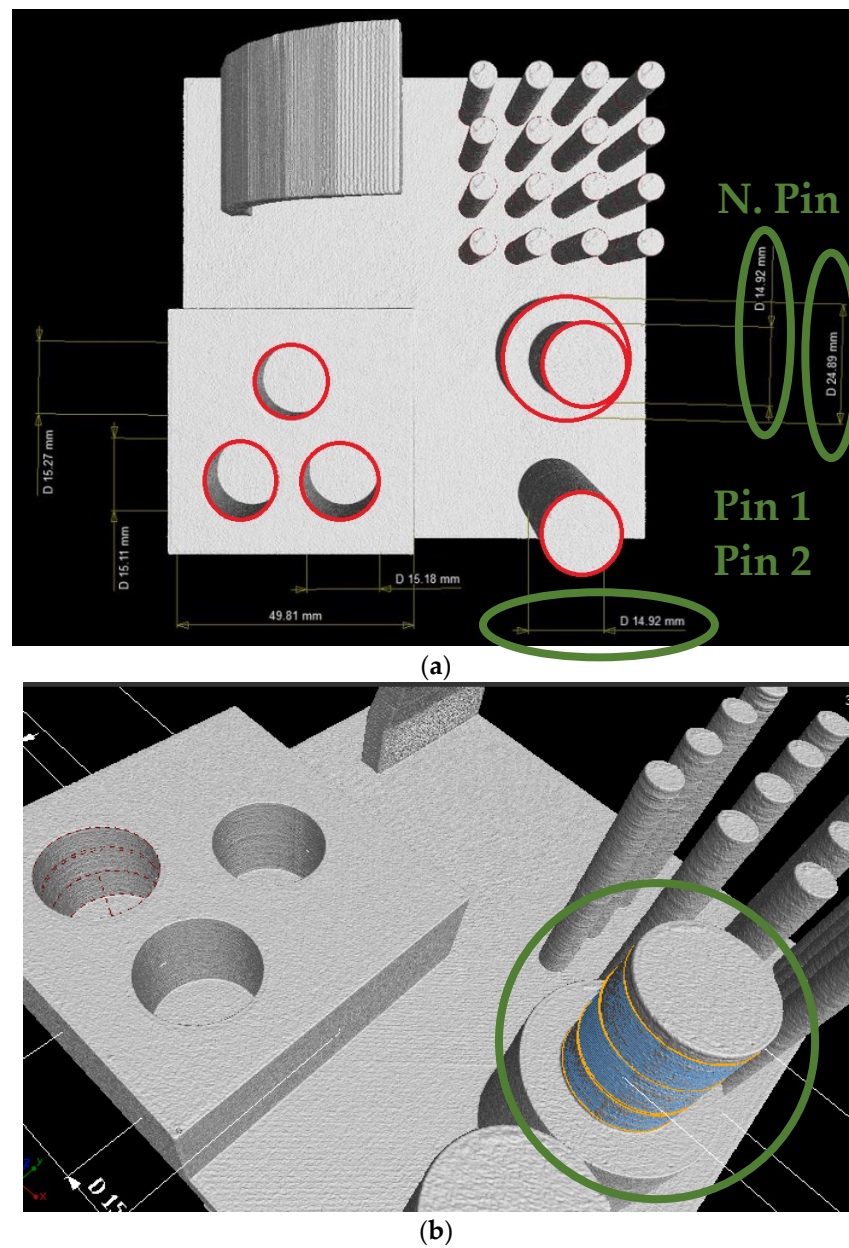 N. Pin
D 14.92 mm
D 24.89 mm
D 15.27 mm
D 15.11 mm
Pin 1
Pin 2
D 15.18 mm
49.81 mm
D 14.92 mm
(a)
D 15
(b)